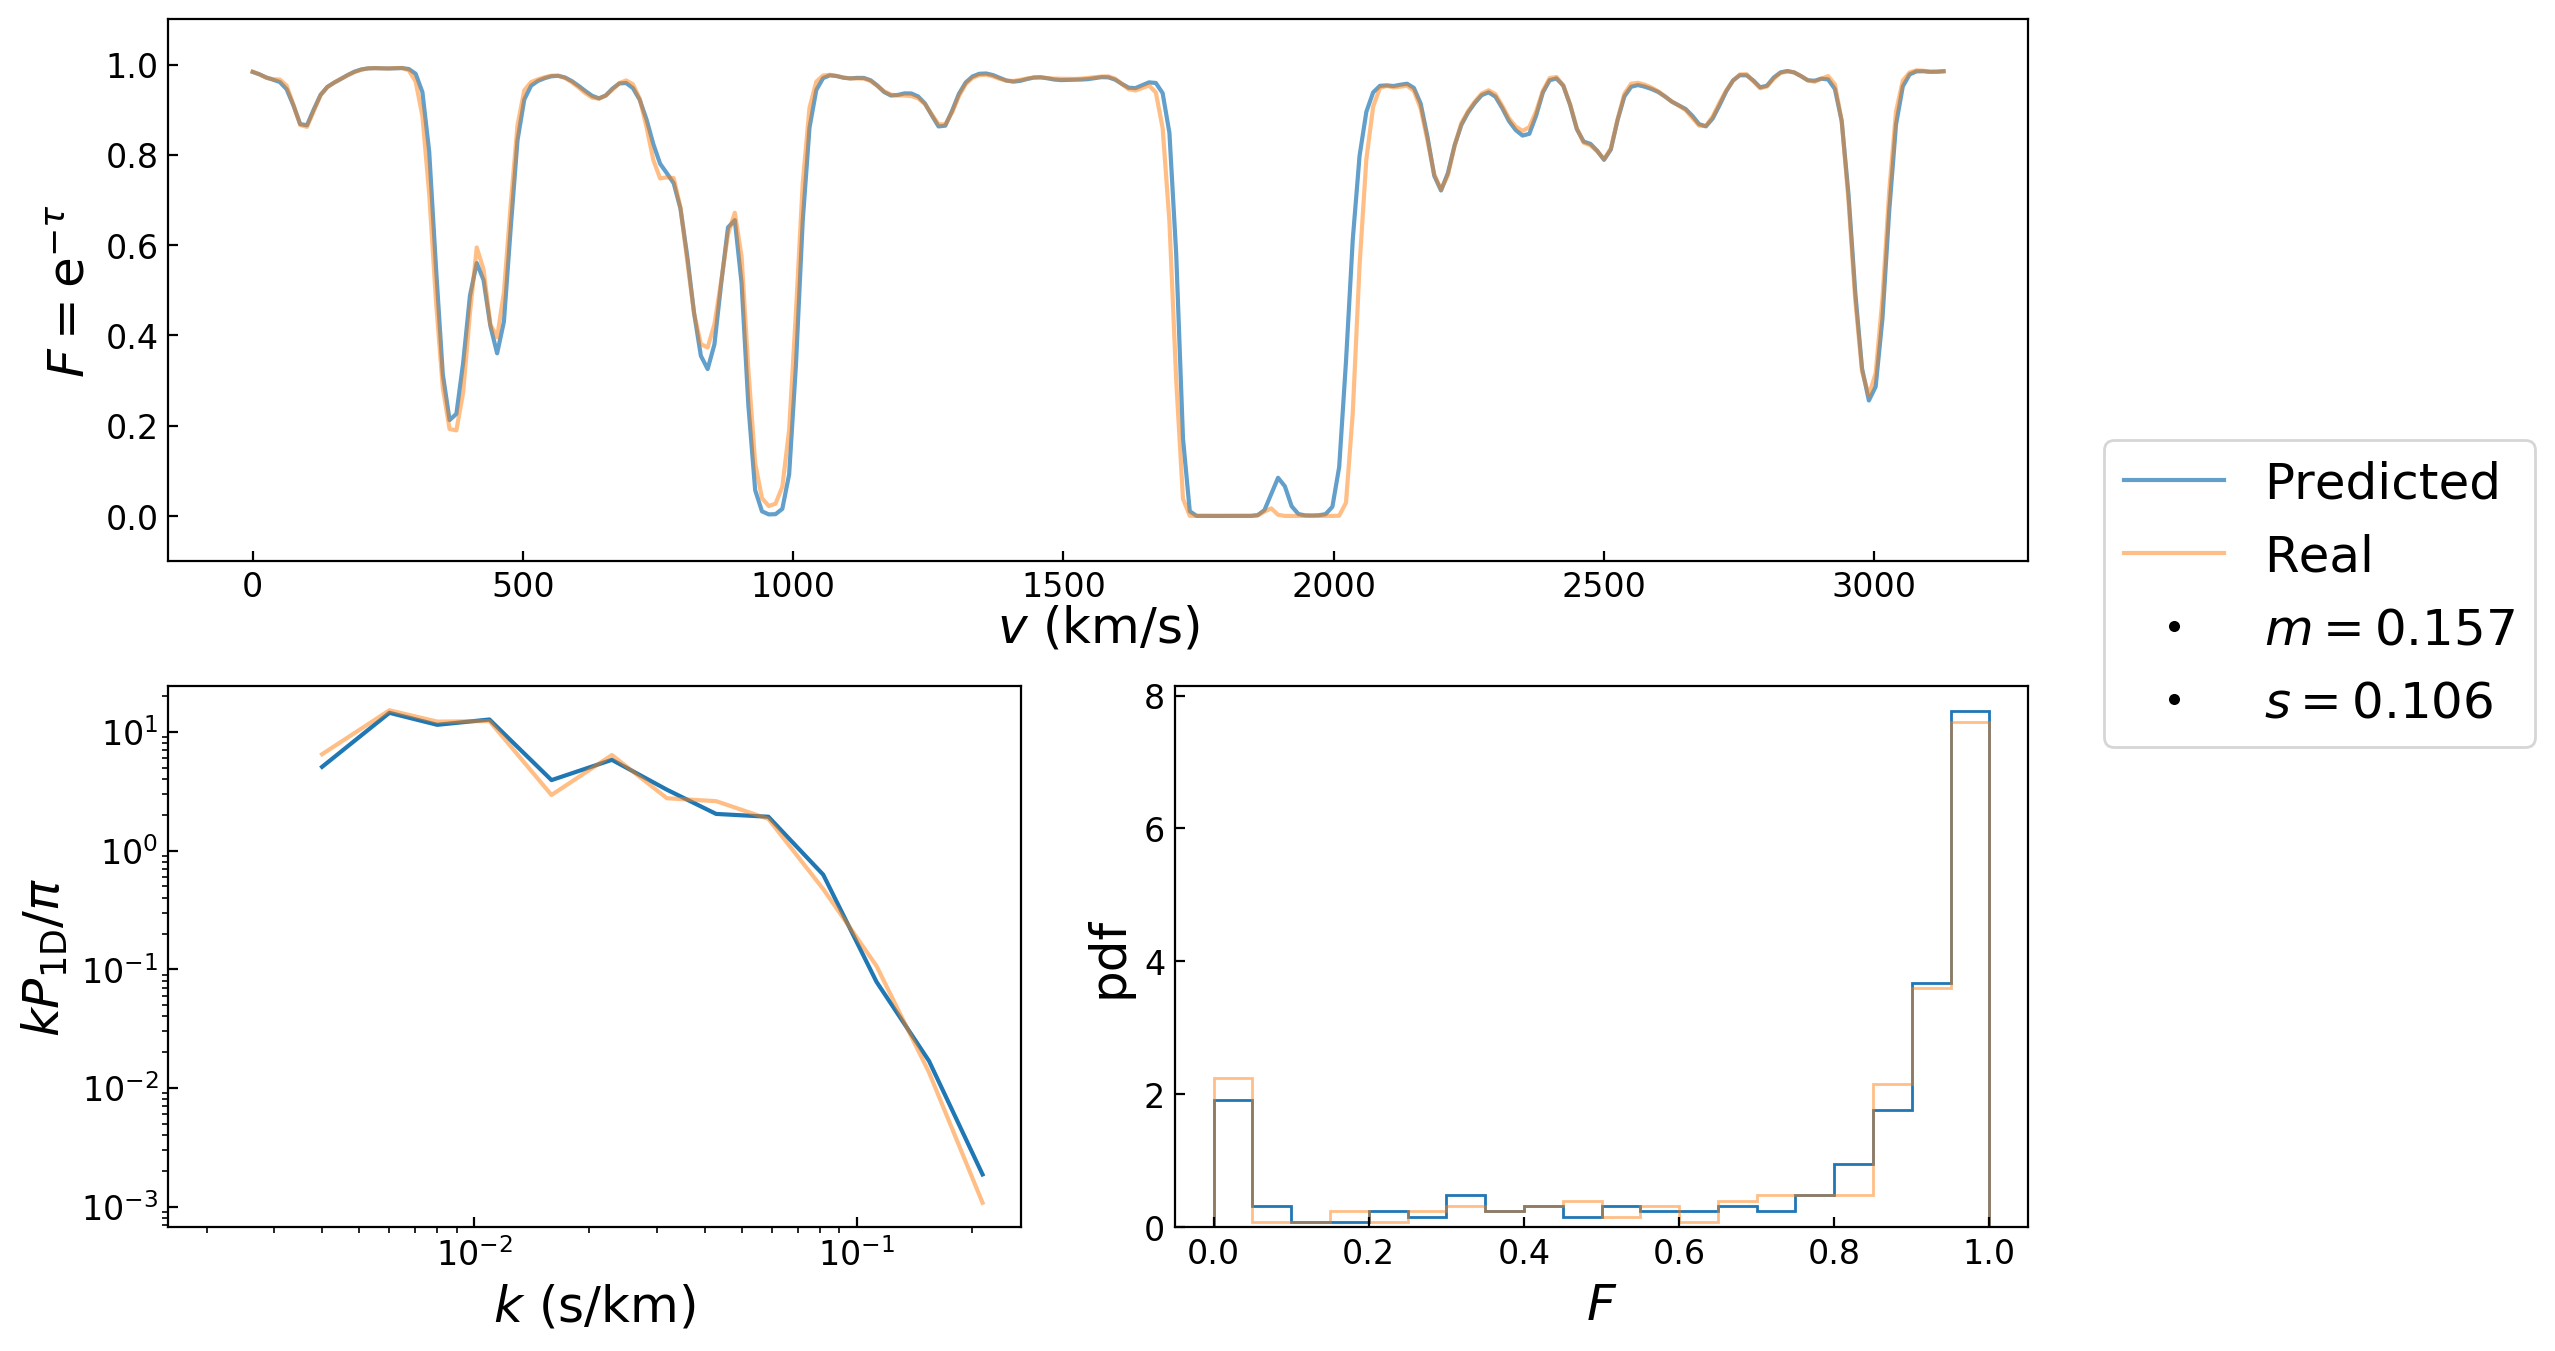 F = e^{-τ}
1.0
0.8
0.6
0.4
0.2
0.0
0 500 1000 1500 2000 2500 3000
v (km/s)
Predicted
Real
m = 0.157
s = 0.106
kP_{1D}/π
10^1
10^0
10^{-1}
10^{-2}
10^{-3}
10^{-2} 10^{-1}
k (s/km)
pdf
8
6
4
2
0
0.0 0.2 0.4 0.6 0.8 1.0
F